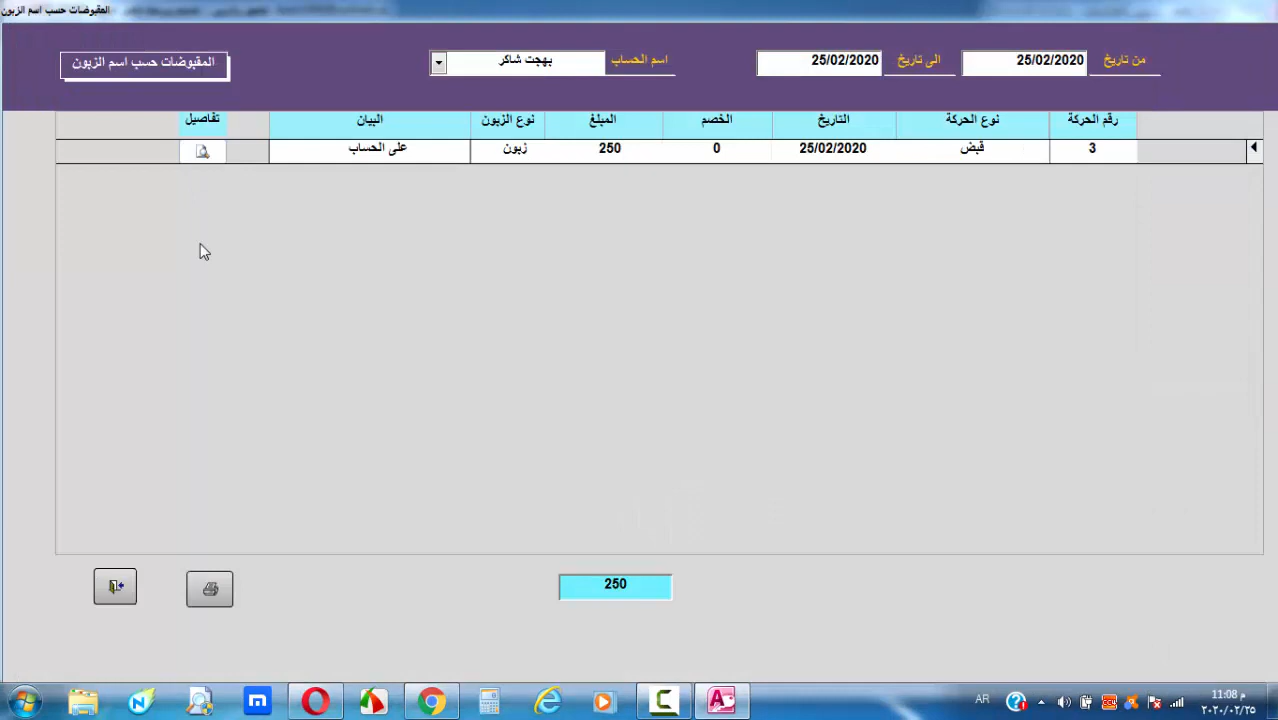 المقبوضات حسب اسم الزبون
من تاريخ 25/02/2020 الى تاريخ 25/02/2020 اسم الحساب بهجت شاكر المقبوضات حسب اسم الزبون
رقم الحركة نوع الحركة التاريخ الخصم المبلغ نوع الزبون البيان تفاصيل
3 قبض 25/02/2020 0 250 زبون على الحساب
250
AR
11:08 م
٢٠٢٠/٠٢/٢٥